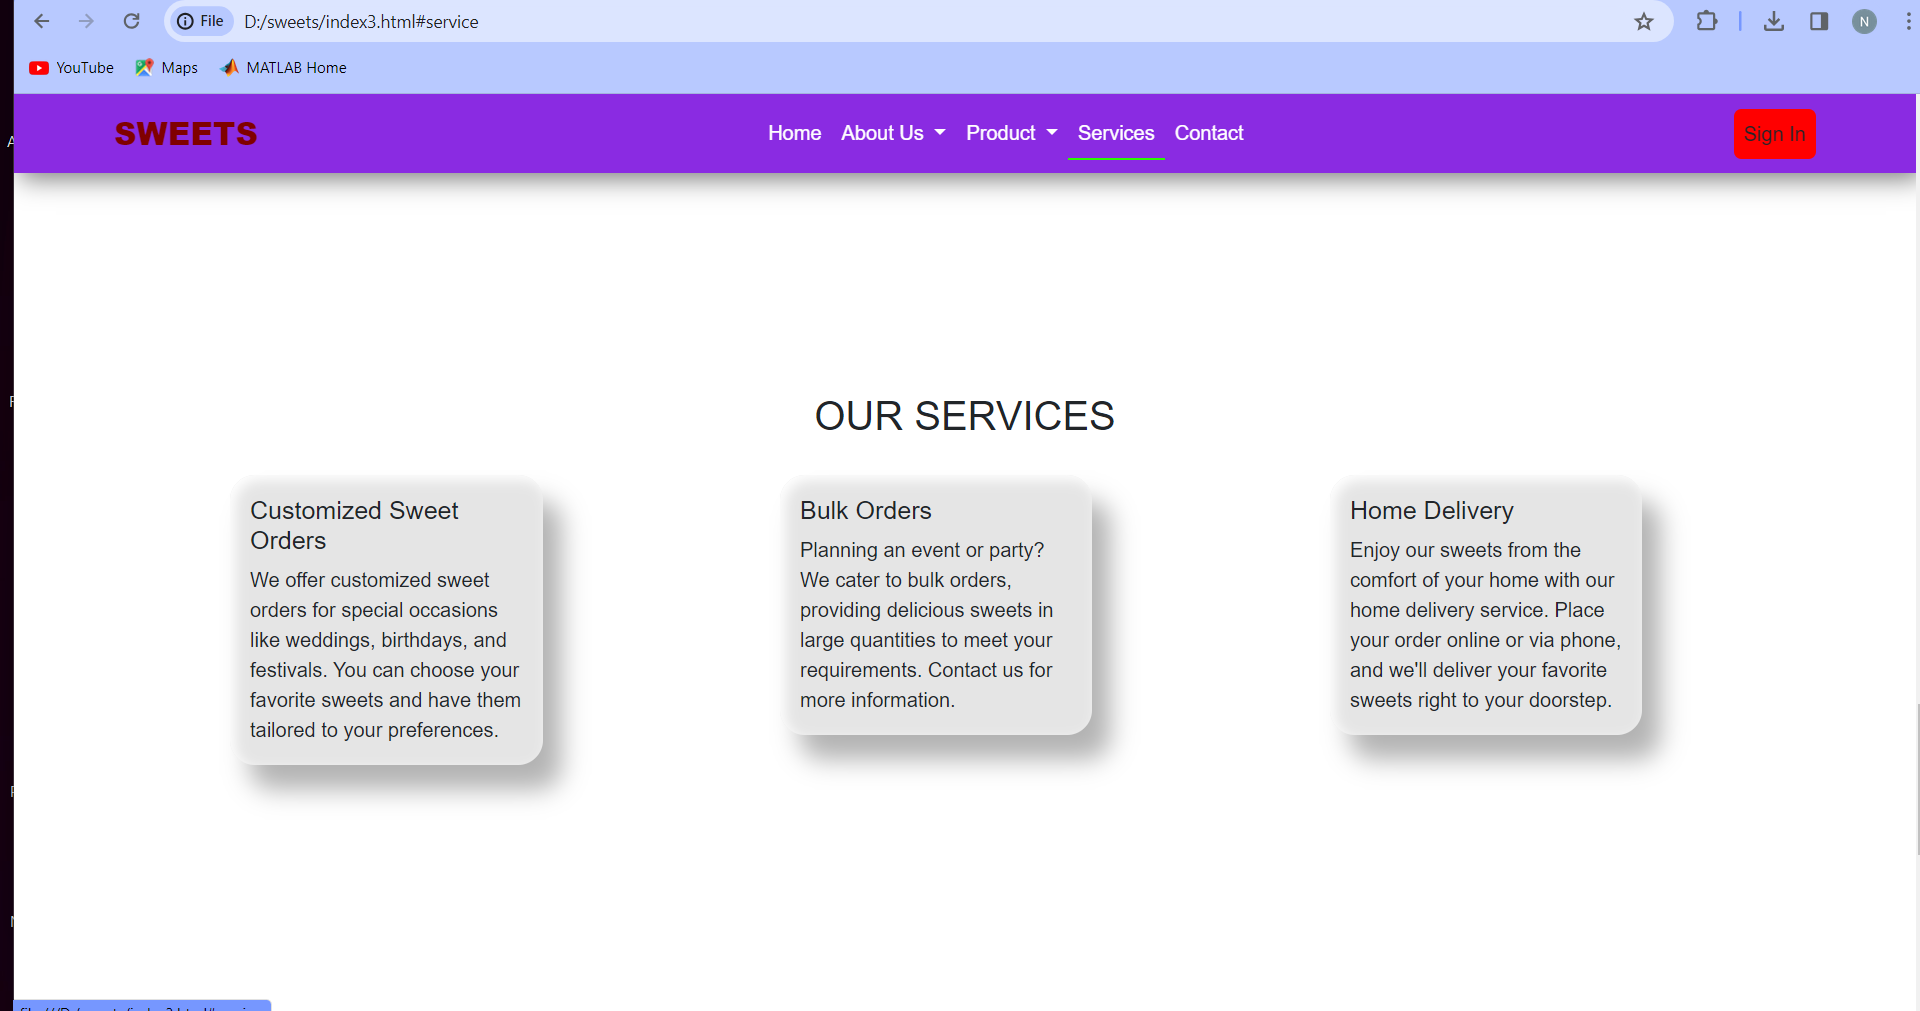 File D:/sweets/index3.html#service
N
YouTube Maps MATLAB Home
SWEETS Home About Us Product Services Contact Sign In
OUR SERVICES
Customized Sweet
Orders
We offer customized sweet
orders for special occasions
like weddings, birthdays, and
festivals. You can choose your
favorite sweets and have them
tailored to your preferences.
Bulk Orders
Planning an event or party?
We cater to bulk orders,
providing delicious sweets in
large quantities to meet your
requirements. Contact us for
more information.
Home Delivery
Enjoy our sweets from the
comfort of your home with our
home delivery service. Place
your order online or via phone,
and we'll deliver your favorite
sweets right to your doorstep.